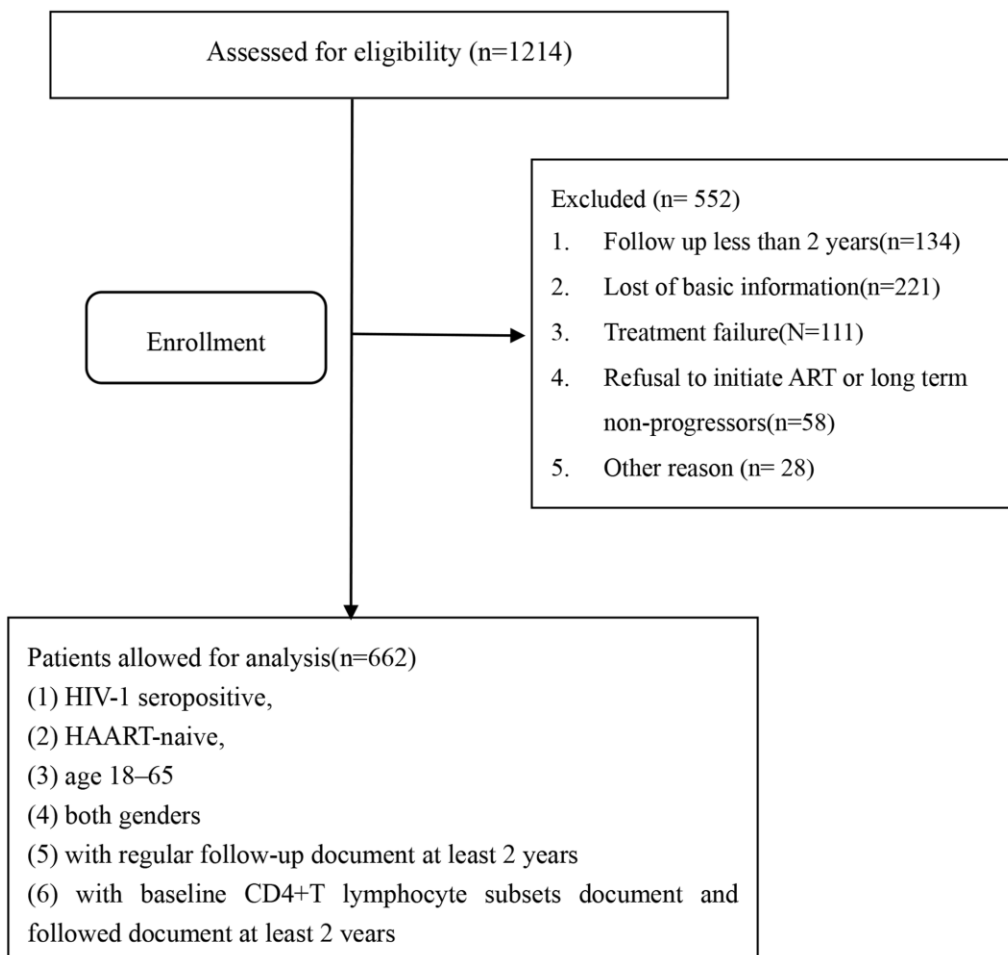 Assessed for eligibility (n=1214)
Excluded (n= 552)
1. Follow up less than 2 years(n=134)
2. Lost of basic information(n=221)
3. Treatment failure(N=111)
4. Refusal to initiate ART or long term
non-progressors(n=58)
5. Other reason (n= 28)
Enrollment
Patients allowed for analysis(n=662)
(1) HIV-1 seropositive,
(2) HAART-naive,
(3) age 18–65
(4) both genders
(5) with regular follow-up document at least 2 years
(6) with baseline CD4+T lymphocyte subsets document and
followed document at least 2 years